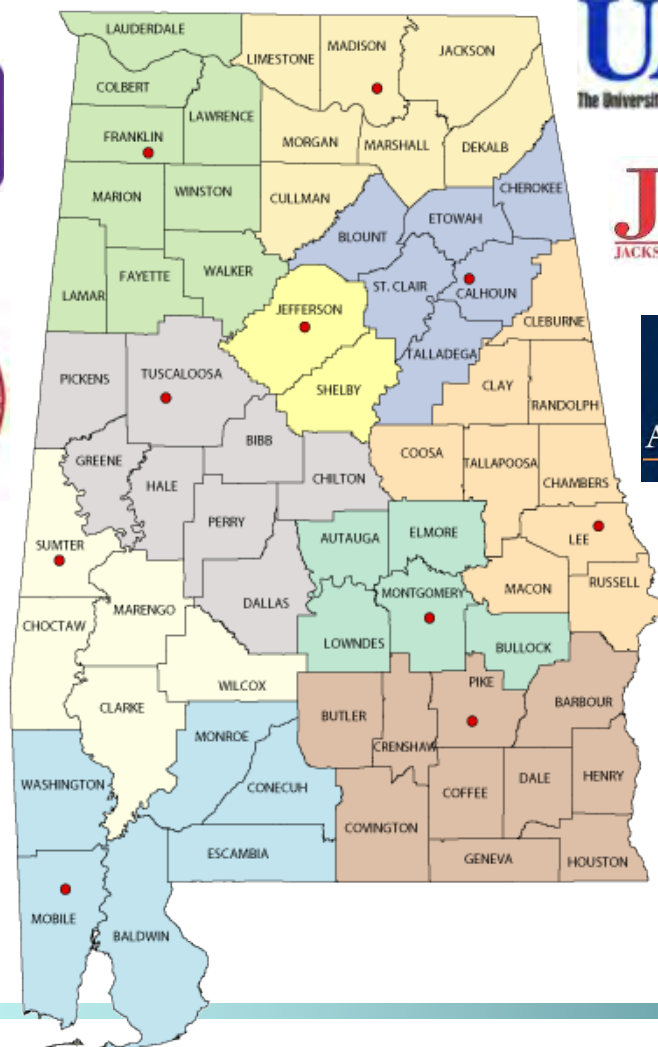 LAUDERDALE
LIMESTONE
MADISON
JACKSON
COLBERT
LAWRENCE
FRANKLIN
MORGAN
MARSHALL
DEKALB
The
MARION
WINSTON
CULLMAN
CHEROKEE
ETOWAH
BLOUNT
LAMAR
FAYETTE
WALKER
ST. CLAIR
CALHOUN
JEFFERSON
CLEBURNE
TALLADEGA
PICKENS
TUSCALOOSA
SHELBY
CLAY
RANDOLPH
BIBB
GREENE
HALE
CHILTON
COOSA
TALLAPOOSA
CHAMBERS
PERRY
SUMTER
AUTAUGA
ELMORE
LEE
RUSSELL
MACON
MONTGOMERY
DALLAS
MARENGO
CHOCTAW
LOWNDES
BULLOCK
WILCOX
PIKE
CLARKE
BUTLER
BARBOUR
MONROE
CRENSHAW
WASHINGTON
CONECUH
COFFEE
DALE
HENRY
COVINGTON
ESCAMBIA
GENEVA
HOUSTON
MOBILE
BALDWIN